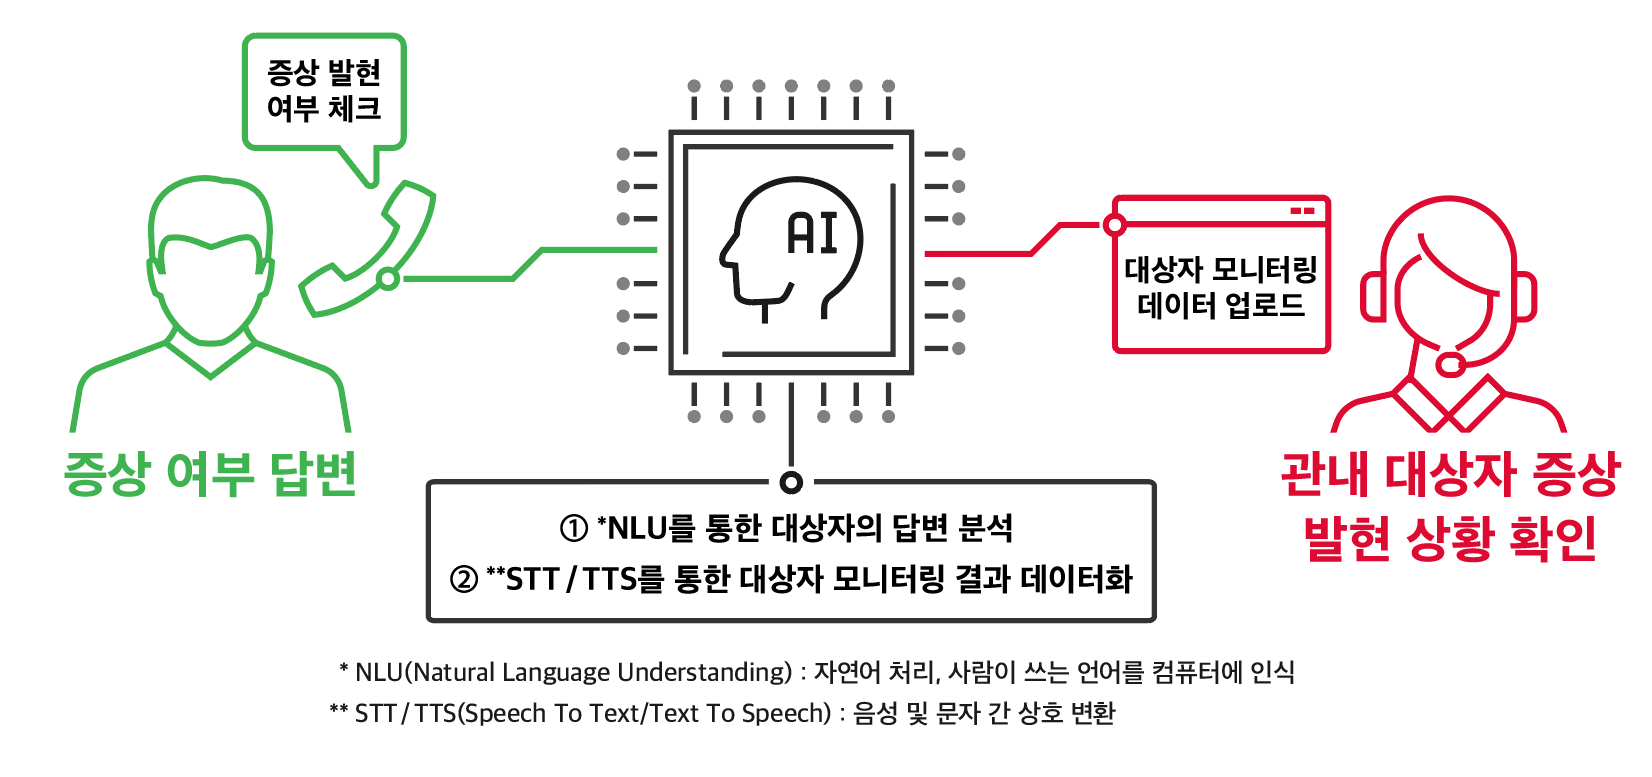 증상 발현
여부 체크
AI
대상자 모니터링
데이터 업로드
증상 여부 답변
관내 대상자 증상
발현 상황 확인
① *NLU를 통한 대상자의 답변 분석
② **STT / TTS를 통한 대상자 모니터링 결과 데이터화
* NLU(Natural Language Understanding) : 자연어 처리, 사람이 쓰는 언어를 컴퓨터에 인식
** STT / TTS(Speech To Text/Text To Speech) : 음성 및 문자 간 상호 변환